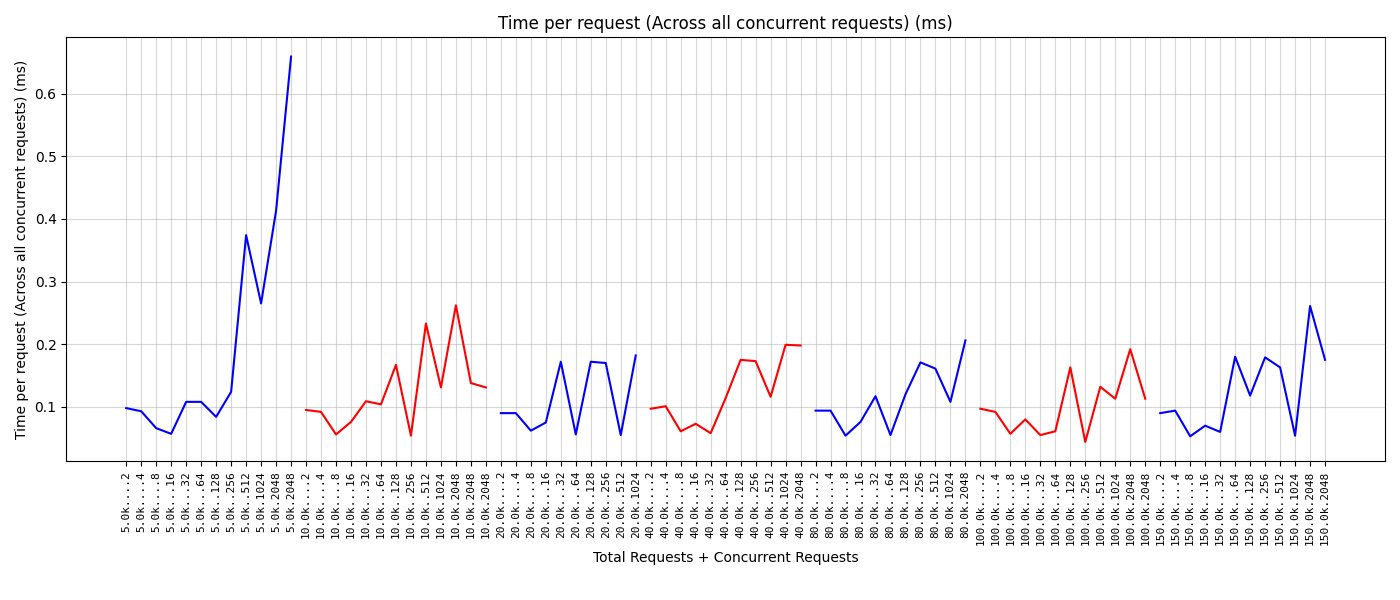 Time per request (Across all concurrent requests) (ms)
Time per request (Across all concurrent requests) (ms)
0.6
0.5
0.4
0.3
0.2
0.1
5.0k....2
5.0k....4
5.0k....8
5.0k...16
5.0k...32
5.0k...64
5.0k..128
5.0k..256
5.0k..512
5.0k.1024
5.0k.2048
5.0k.2048
10.0k....2
10.0k....4
10.0k....8
10.0k...16
10.0k...32
10.0k...64
10.0k..128
10.0k..256
10.0k..512
10.0k.1024
10.0k.2048
10.0k.2048
10.0k.2048
20.0k....2
20.0k....4
20.0k....8
20.0k...16
20.0k...32
20.0k...64
20.0k..128
20.0k..256
20.0k..512
20.0k.1024
40.0k....2
40.0k....4
40.0k....8
40.0k...16
40.0k...32
40.0k...64
40.0k..128
40.0k..256
40.0k..512
40.0k.1024
40.0k.2048
80.0k....2
80.0k....4
80.0k....8
80.0k...16
80.0k...32
80.0k...64
80.0k..128
80.0k..256
80.0k..512
80.0k.1024
80.0k.2048
100.0k....2
100.0k....4
100.0k....8
100.0k...16
100.0k...32
100.0k...64
100.0k..128
100.0k..256
100.0k..512
100.0k.1024
100.0k.2048
100.0k.2048
150.0k....2
150.0k....4
150.0k....8
150.0k...16
150.0k...32
150.0k...64
150.0k..128
150.0k..256
150.0k..512
150.0k.1024
150.0k.2048
150.0k.2048
Total Requests + Concurrent Requests